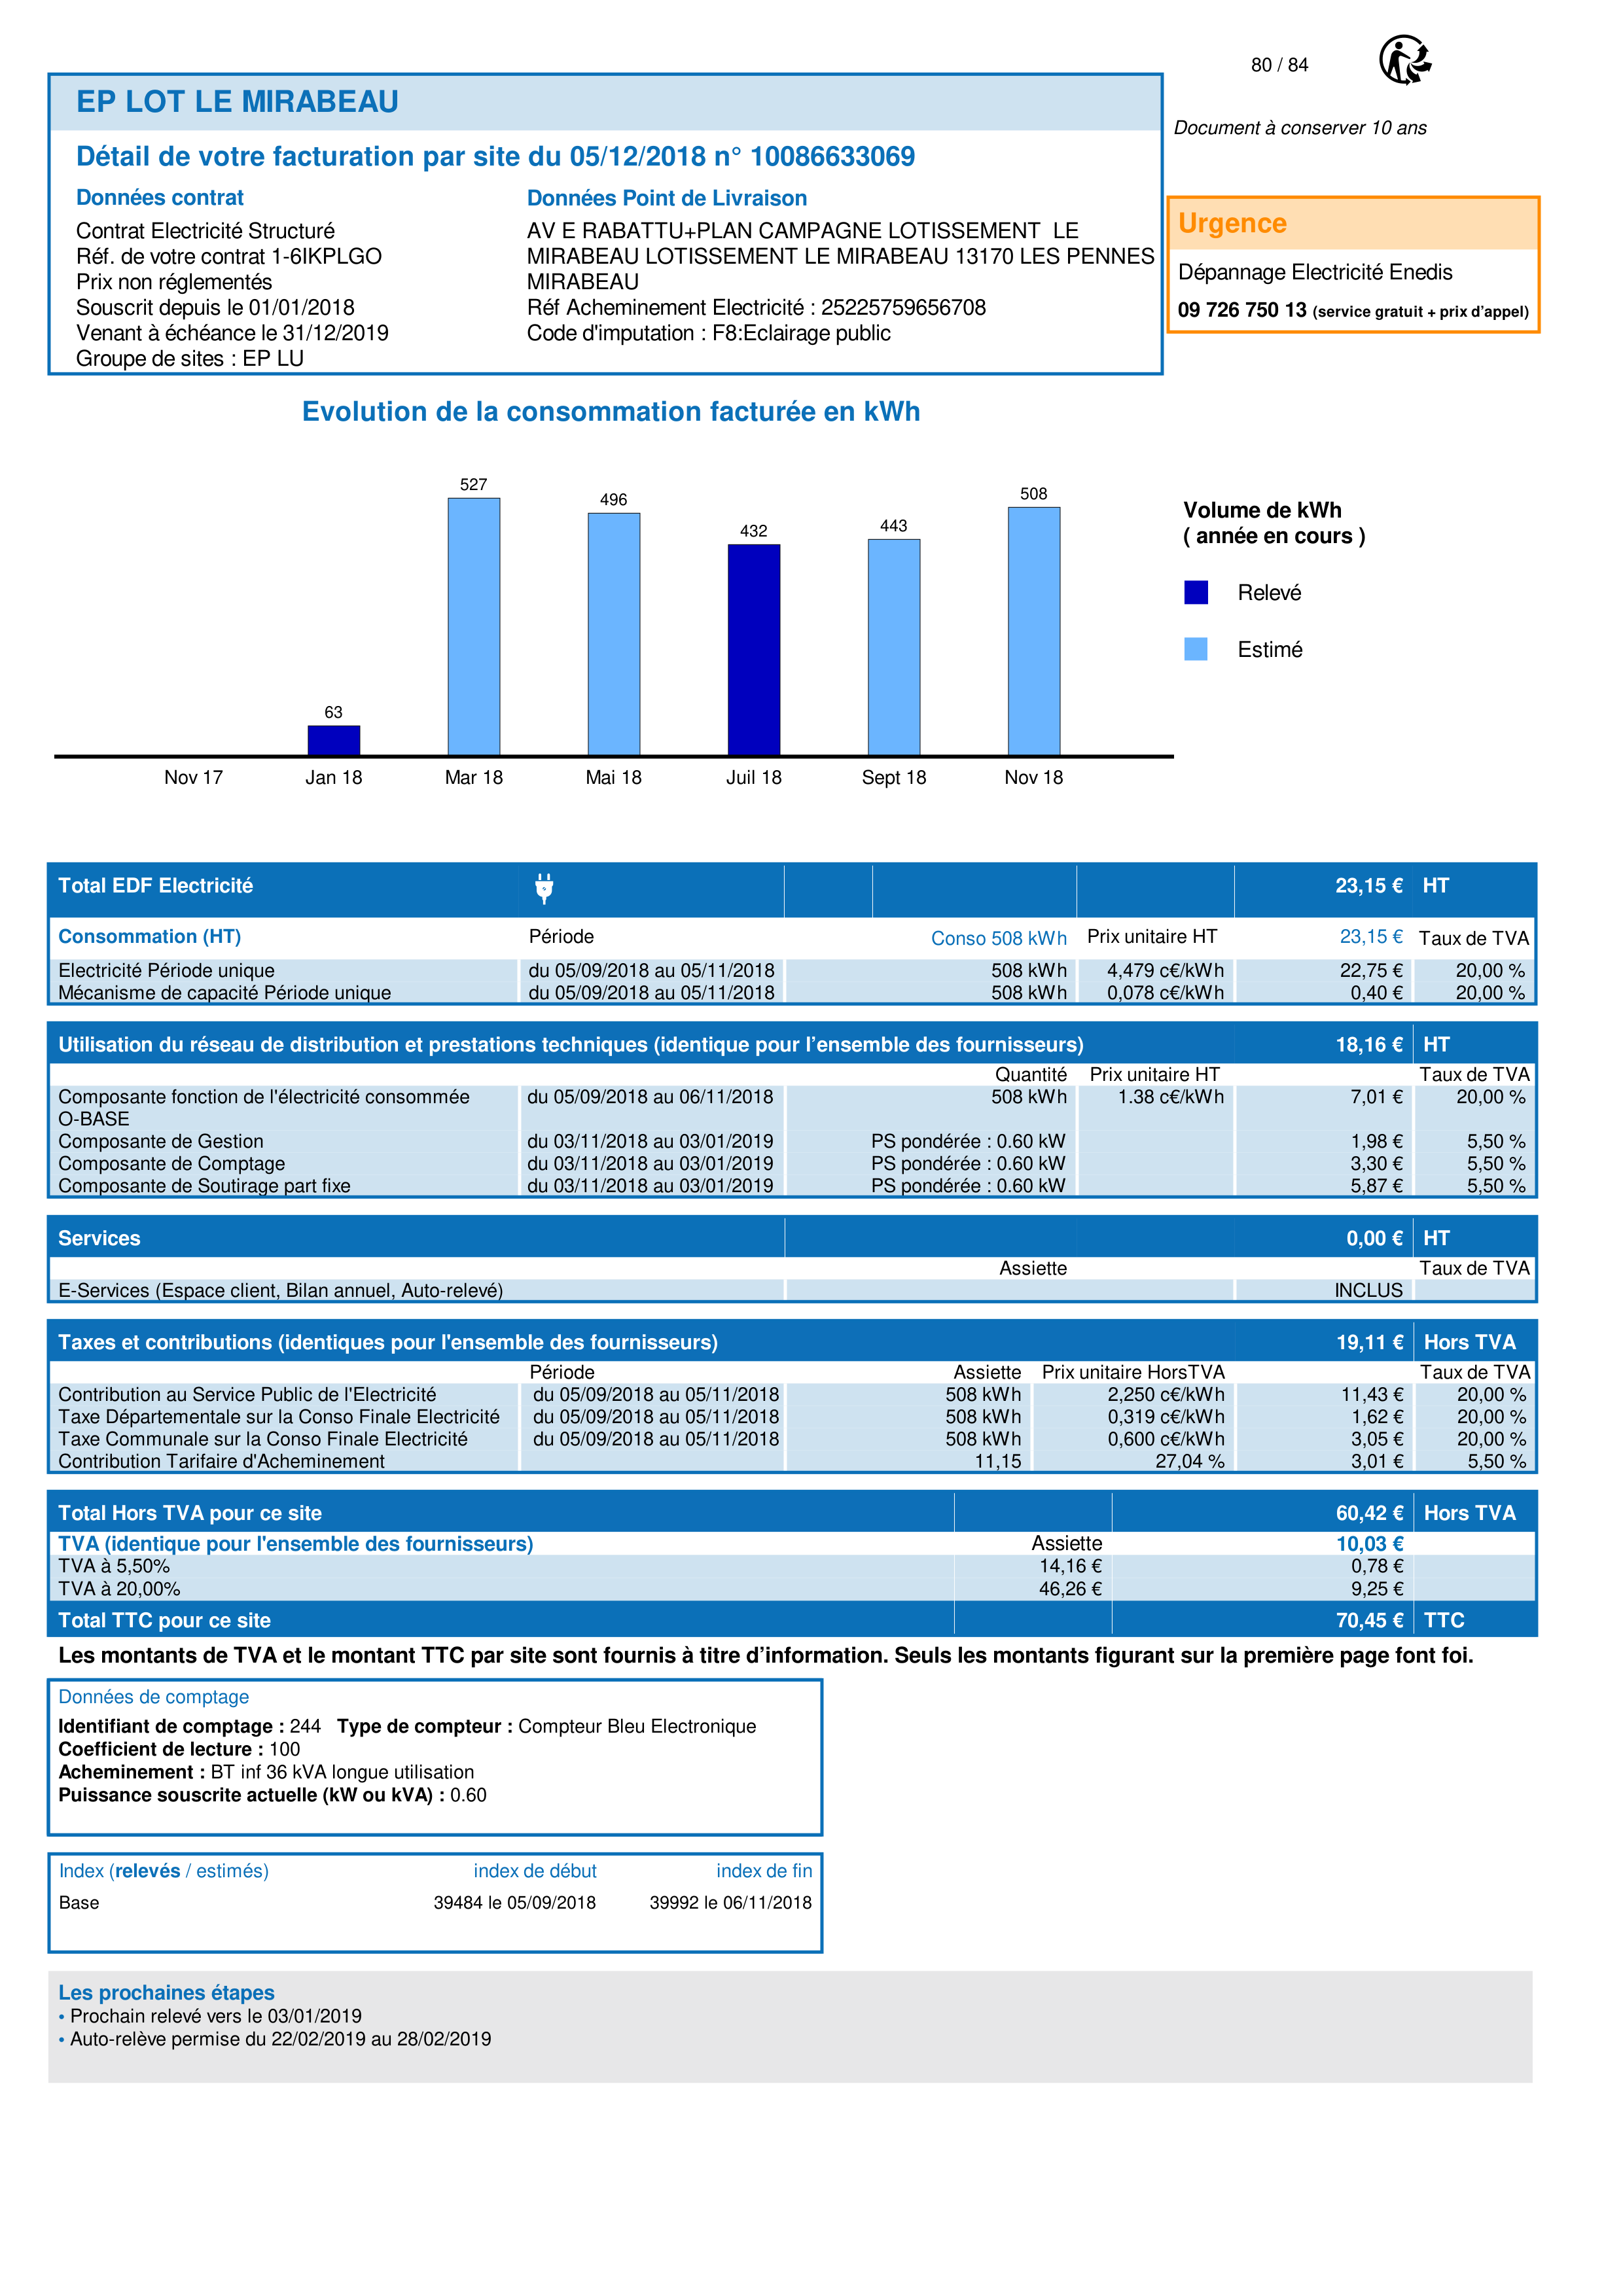 80 / 84
EP LOT LE MIRABEAU
Document à conserver 10 ans
Détail de votre facturation par site du 05/12/2018 n° 10086633069
Données contrat
Contrat Electricité Structuré
Réf. de votre contrat 1-6IKPLGO
Prix non réglementés
Souscrit depuis le 01/01/2018
Venant à échéance le 31/12/2019
Groupe de sites : EP LU
Données Point de Livraison
AV E RABATTU+PLAN CAMPAGNE LOTISSEMENT LE
MIRABEAU LOTISSEMENT LE MIRABEAU 13170 LES PENNES
MIRABEAU
Réf Acheminement Electricité : 25225759656708
Code d'imputation : F8:Eclairage public
Urgence
Dépannage Electricité Enedis
09 726 750 13 (service gratuit + prix d’appel)
Evolution de la consommation facturée en kWh
63 527 496 432 443 508
Nov 17 Jan 18 Mar 18 Mai 18 Juil 18 Sept 18 Nov 18
Volume de kWh
( année en cours )
Relevé
Estimé
Total EDF Electricité 23,15 € HT
Consommation (HT) Période Conso 508 kWh Prix unitaire HT 23,15 € Taux de TVA
Electricité Période unique du 05/09/2018 au 05/11/2018 508 kWh 4,479 c€/kWh 22,75 € 20,00 %
Mécanisme de capacité Période unique du 05/09/2018 au 05/11/2018 508 kWh 0,078 c€/kWh 0,40 € 20,00 %
Utilisation du réseau de distribution et prestations techniques (identique pour l’ensemble des fournisseurs) 18,16 € HT
Quantité Prix unitaire HT Taux de TVA
Composante fonction de l'électricité consommée du 05/09/2018 au 06/11/2018 508 kWh 1.38 c€/kWh 7,01 € 20,00 %
O-BASE
Composante de Gestion du 03/11/2018 au 03/01/2019 PS pondérée : 0.60 kW 1,98 € 5,50 %
Composante de Comptage du 03/11/2018 au 03/01/2019 PS pondérée : 0.60 kW 3,30 € 5,50 %
Composante de Soutirage part fixe du 03/11/2018 au 03/01/2019 PS pondérée : 0.60 kW 5,87 € 5,50 %
Services 0,00 € HT
Assiette Taux de TVA
E-Services (Espace client, Bilan annuel, Auto-relevé) INCLUS
Taxes et contributions (identiques pour l'ensemble des fournisseurs) 19,11 € Hors TVA
Période Assiette Prix unitaire HorsTVA Taux de TVA
Contribution au Service Public de l'Electricité du 05/09/2018 au 05/11/2018 508 kWh 2,250 c€/kWh 11,43 € 20,00 %
Taxe Départementale sur la Conso Finale Electricité du 05/09/2018 au 05/11/2018 508 kWh 0,319 c€/kWh 1,62 € 20,00 %
Taxe Communale sur la Conso Finale Electricité du 05/09/2018 au 05/11/2018 508 kWh 0,600 c€/kWh 3,05 € 20,00 %
Contribution Tarifaire d'Acheminement 11,15 27,04 % 3,01 € 5,50 %
Total Hors TVA pour ce site 60,42 € Hors TVA
TVA (identique pour l'ensemble des fournisseurs) Assiette 10,03 €
TVA à 5,50% 14,16 € 0,78 €
TVA à 20,00% 46,26 € 9,25 €
Total TTC pour ce site 70,45 € TTC
Les montants de TVA et le montant TTC par site sont fournis à titre d’information. Seuls les montants figurant sur la première page font foi.
Données de comptage
Identifiant de comptage : 244 Type de compteur : Compteur Bleu Electronique
Coefficient de lecture : 100
Acheminement : BT inf 36 kVA longue utilisation
Puissance souscrite actuelle (kW ou kVA) : 0.60
Index (relevés / estimés) index de début index de fin
Base 39484 le 05/09/2018 39992 le 06/11/2018
Les prochaines étapes
• Prochain relevé vers le 03/01/2019
• Auto-relève permise du 22/02/2019 au 28/02/2019